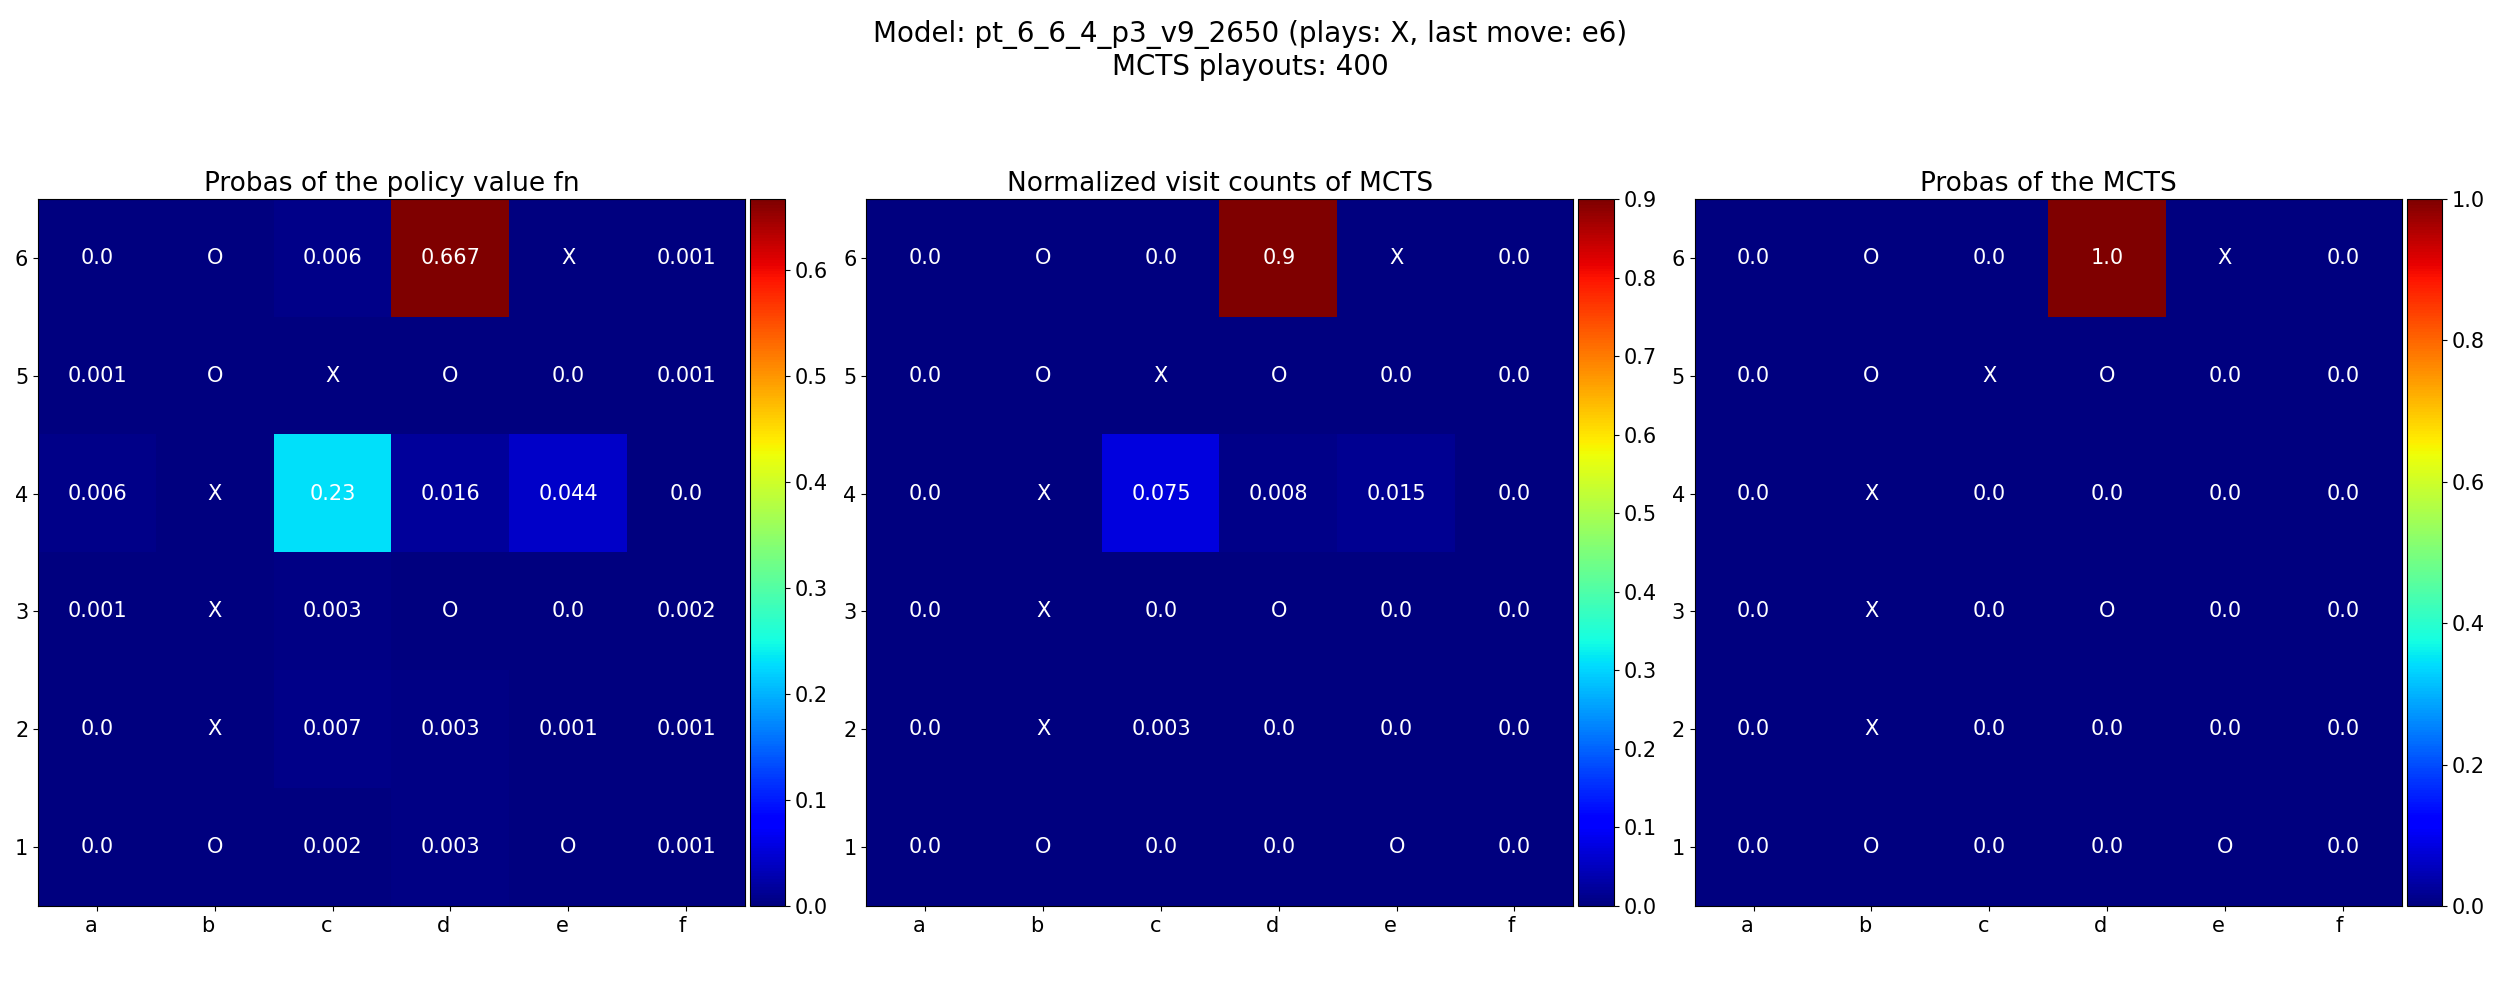 Model: pt_6_6_4_p3_v9_2650 (plays: X, last move: e6)
MCTS playouts: 400
Probas of the policy value fn
6 0.0 O 0.006 0.667 X 0.001
5 0.001 O X O 0.0 0.001
4 0.006 X 0.23 0.016 0.044 0.0
3 0.001 X 0.003 O 0.0 0.002
2 0.0 X 0.007 0.003 0.001 0.001
1 0.0 O 0.002 0.003 O 0.001
a b c d e f
0.6
0.5
0.4
0.3
0.2
0.1
0.0
Normalized visit counts of MCTS
6 0.0 O 0.0 0.9 X 0.0
5 0.0 O X O 0.0 0.0
4 0.0 X 0.075 0.008 0.015 0.0
3 0.0 X 0.0 O 0.0 0.0
2 0.0 X 0.003 0.0 0.0 0.0
1 0.0 O 0.0 0.0 O 0.0
a b c d e f
0.9
0.8
0.7
0.6
0.5
0.4
0.3
0.2
0.1
0.0
Probas of the MCTS
6 0.0 O 0.0 1.0 X 0.0
5 0.0 O X O 0.0 0.0
4 0.0 X 0.0 0.0 0.0 0.0
3 0.0 X 0.0 O 0.0 0.0
2 0.0 X 0.0 0.0 0.0 0.0
1 0.0 O 0.0 0.0 O 0.0
a b c d e f
1.0
0.8
0.6
0.4
0.2
0.0